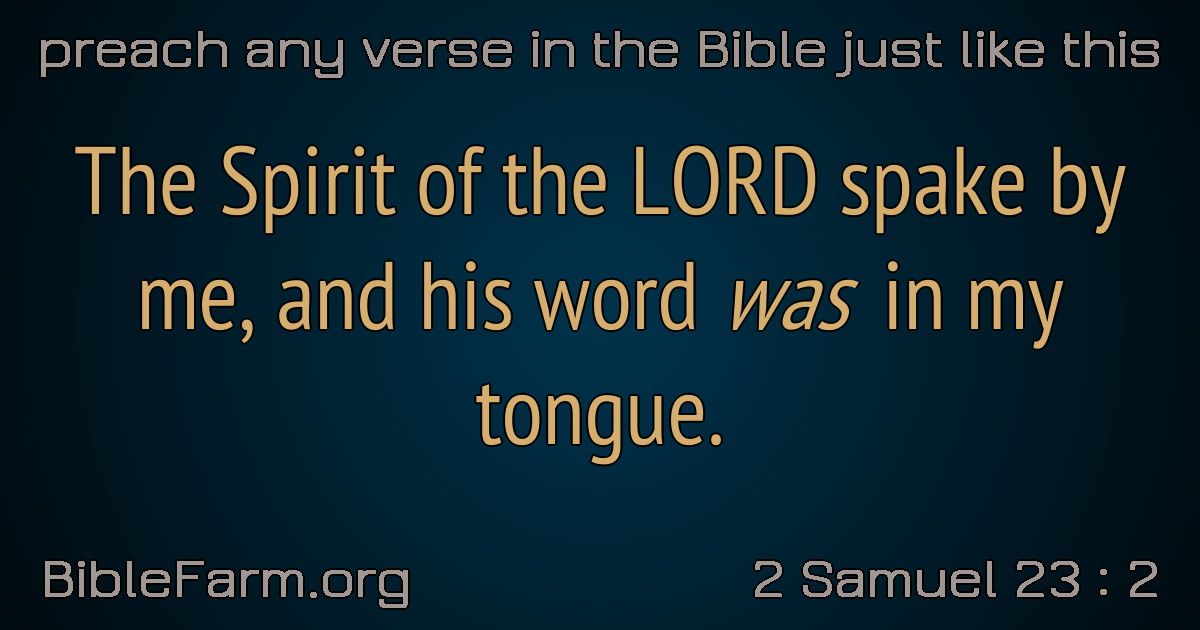 preach any verse in the Bible just like this
The Spirit of the LORD spake by
me, and his word was in my
tongue.
BibleFarm.org
2 Samuel 23 : 2